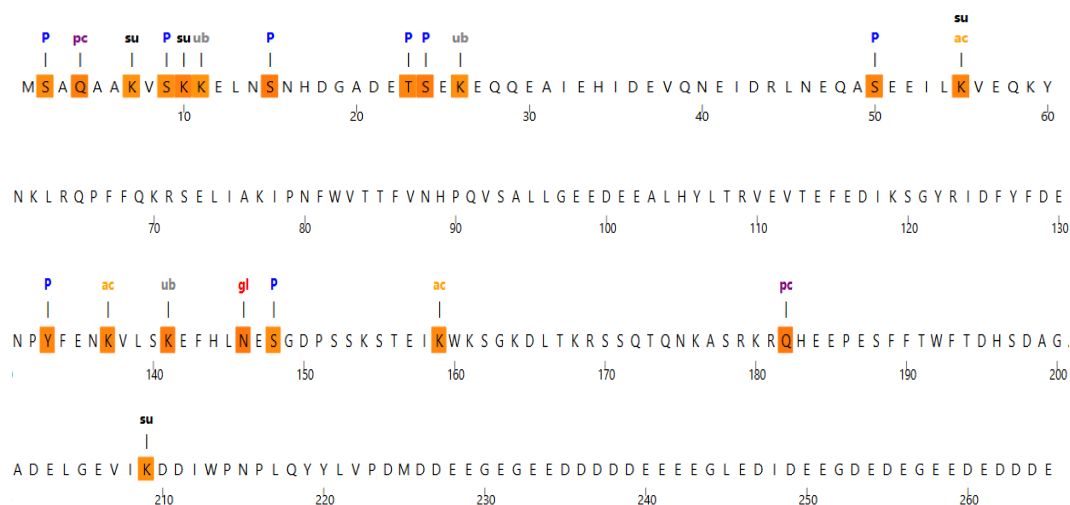 su
P pc su P su ub P P P ub P ac
M S A Q A A K V S K K E L N S N H D G A D E T S E K E Q Q E A I E H I D E V Q N E I D R L N E Q A S E E I L K V E Q K Y
10 20 30 40 50 60
N K L R Q P F F Q K R S E L I A K I P N F W V T T F V N H P Q V S A L L G E E D E E A L H Y L T R V E V T E F E D I K S G Y R I D F Y F D E
70 80 90 100 110 120 130
P ac ub gl P ac pc
N P Y F E N K V L S K E F H L N E S G D P S S K S T E I K W K S G K D L T K R S S Q T Q N K A S R K R Q H E E P E S F F T W F T D H S D A G
140 150 160 170 180 190 200
su
A D E L G E V I K D D I W P N P L Q Y Y L V P D M D D E E G E G E E D D D D D E E E E G L E D I D E E G D E D E G E E D E D D D E
210 220 230 240 250 260